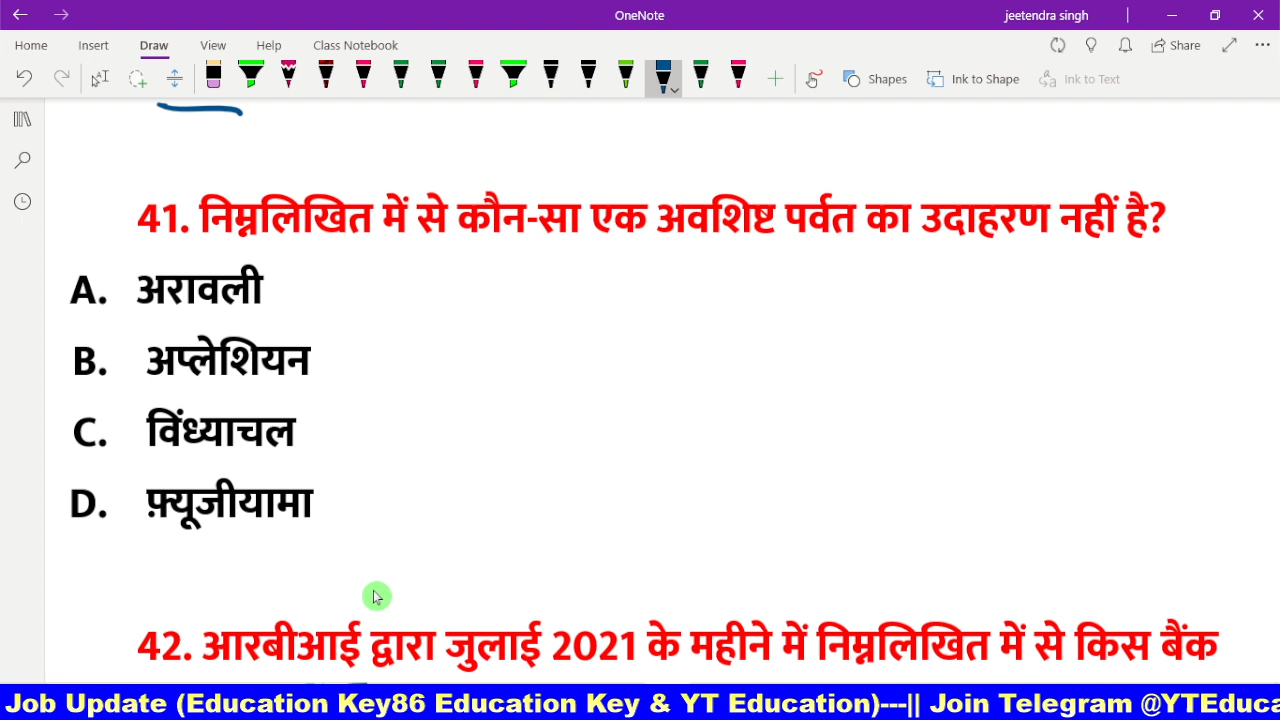 OneNote
jeetendra singh
Home Insert Draw View Help Class Notebook
Share
Shapes Ink to Shape Ink to Text
41. निम्नलिखित में से कौन-सा एक अवशिष्ट पर्वत का उदाहरण नहीं है?
A. अरावली
B. अप्लेशियन
C. विंध्याचल
D. फ़्यूजीयामा
42. आरबीआई द्वारा जुलाई 2021 के महीने में निम्नलिखित में से किस बैंक
Job Update (Education Key86 Education Key & YT Education)---|| Join Telegram @YTEduca